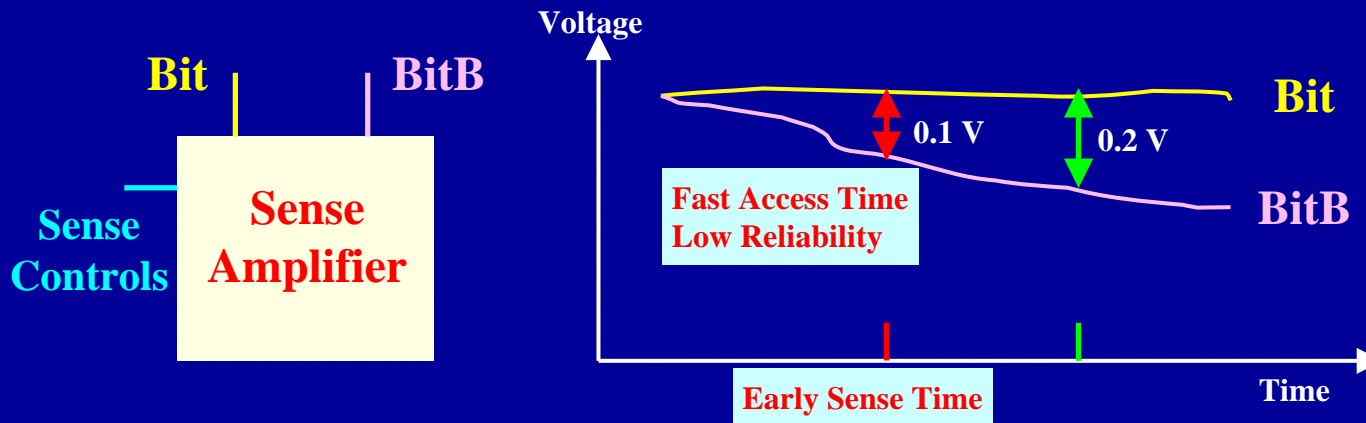 Bit
BitB
Sense
Controls
Sense
Amplifier
Voltage
Bit
0.1 V
0.2 V
BitB
Fast Access Time
Low Reliability
Early Sense Time
Time